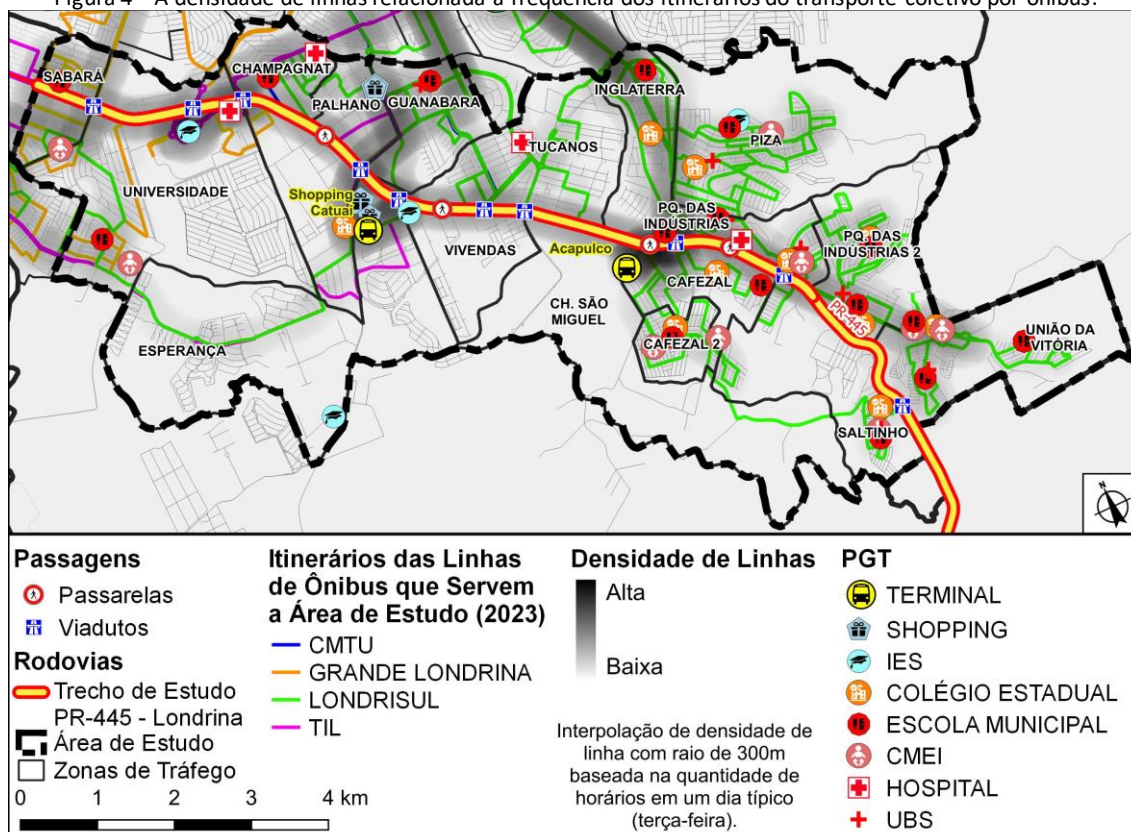 Figura 4 – A densidade de linhas relacionada à frequência dos itinerários do transporte coletivo por ônibus.
SABARÁ
CHAMPAGNAT
PALHANO
GUANABARA
INGLATERRA
TUCANOS
PIZA
UNIVERSIDADE
Shopping
Catuaí
VIVENDAS
Acapulco
PQ. DAS
INDÚSTRIAS
PQ. DAS
INDÚSTRIAS 2
CAFEZAL
CH. SÃO
MIGUEL
PR-445
ESPERANÇA
CAFEZAL 2
UNIÃO DA
VITÓRIA
SALTINHO
N
Passagens
Passarelas
Viadutos
Rodovias
Trecho de Estudo
PR-445 - Londrina
Área de Estudo
Zonas de Tráfego
0 1 2 3 4 km
Itinerários das Linhas
de Ônibus que Servem
a Área de Estudo (2023)
CMTU
GRANDE LONDRINA
LONDRISUL
TIL
Densidade de Linhas
Alta
Baixa
Interpolação de densidade de
linha com raio de 300m
baseada na quantidade de
horários em um dia típico
(terça-feira).
PGT
TERMINAL
SHOPPING
IES
COLÉGIO ESTADUAL
ESCOLA MUNICIPAL
CMEI
HOSPITAL
UBS